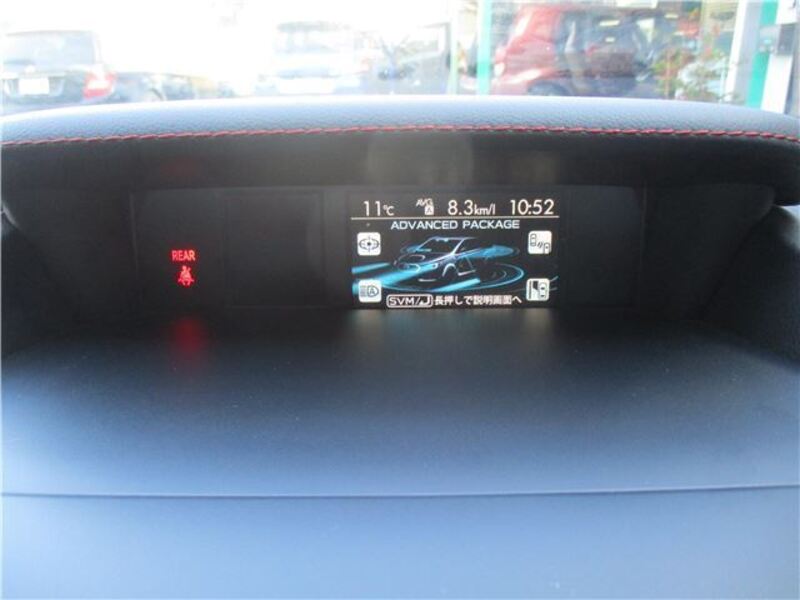 11℃ AVG A 8.3km/l 10:52
ADVANCED PACKAGE
REAR
SVM/ 長押しで説明画面へ